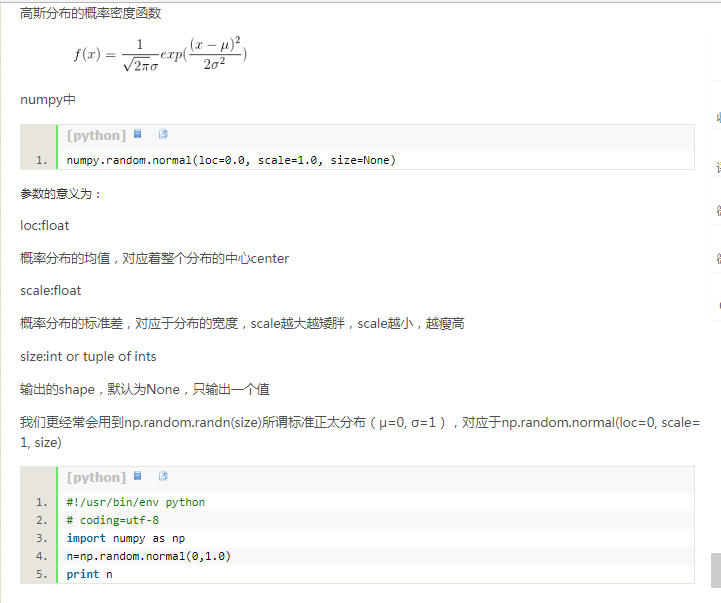 高斯分布的概率密度函数
f(x) = \frac{1}{\sqrt{2\pi}\sigma} exp(\frac{(x-\mu)^2}{2\sigma^2})
numpy中
[python]
1. numpy.random.normal(loc=0.0, scale=1.0, size=None)
参数的意义为：
loc:float
概率分布的均值，对应着整个分布的中心center
scale:float
概率分布的标准差，对应于分布的宽度，scale越大越矮胖，scale越小，越瘦高
size:int or tuple of ints
输出的shape，默认为None，只输出一个值
我们更经常会用到np.random.randn(size)所谓标准正太分布（μ=0, σ=1），对应于np.random.normal(loc=0, scale=
1, size)
[python]
1. #!/usr/bin/env python
2. # coding=utf-8
3. import numpy as np
4. n=np.random.normal(0,1.0)
5. print n